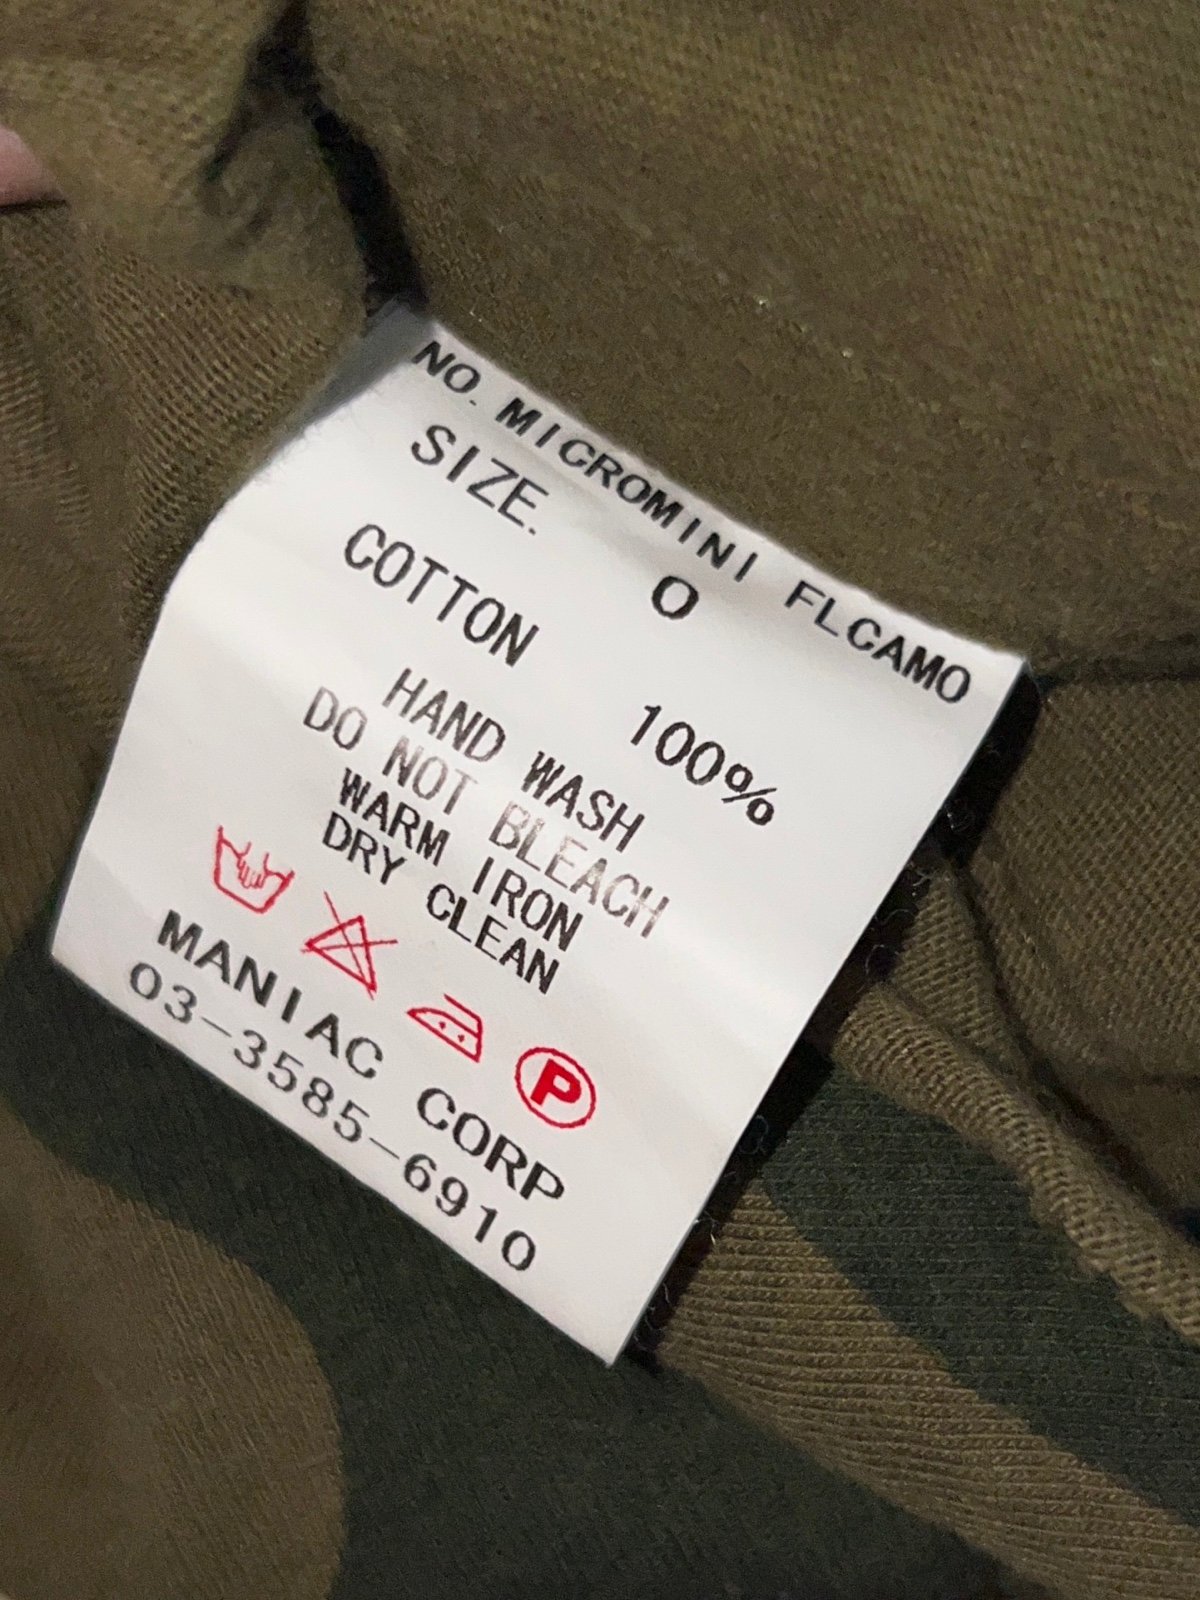 NO. MICROMINI FLCAMO
SIZE. 0
COTTON 100%
HAND WASH
DO NOT BLEACH
WARM IRON
DRY CLEAN
P
MANIAC CORP
03-3585-6910